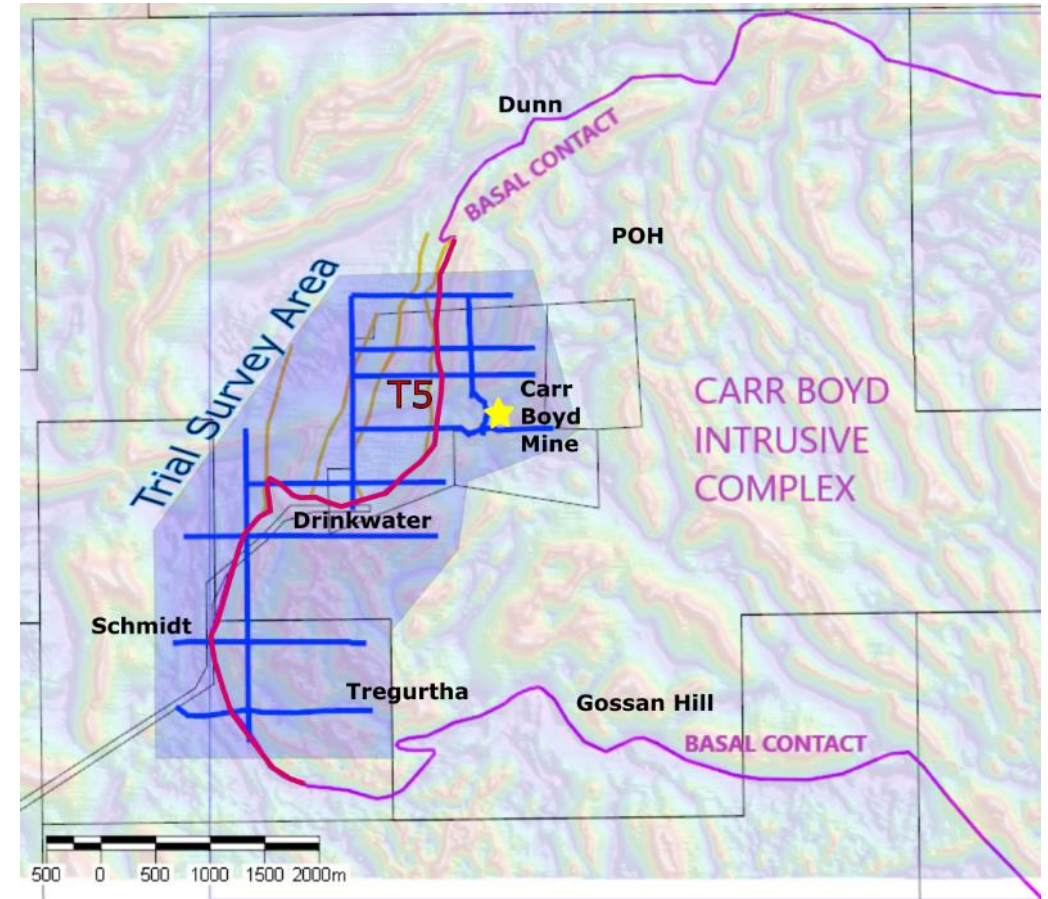 Dunn
BASAL CONTACT
POH
Trial Survey Area
T5
Carr
Boyd
Mine
CARR BOYD
INTRUSIVE
COMPLEX
Drinkwater
Schmidt
Tregurtha
Gossan Hill
BASAL CONTACT
500 0 500 1000 1500 2000m